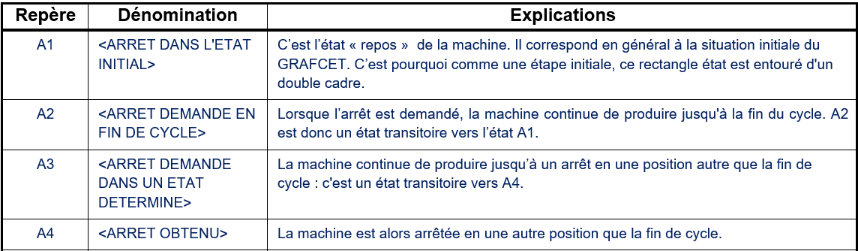 Repère Dénomination Explications
A1 <ARRET DANS L'ETAT C'est l'état « repos » de la machine. Il correspond en général à la situation initiale du
INITIAL> GRAFCET. C'est pourquoi comme une étape initiale, ce rectangle état est entouré d'un
double cadre.
A2 <ARRET DEMANDE EN Lorsque l'arrêt est demandé, la machine continue de produire jusqu'à la fin du cycle. A2
FIN DE CYCLE> est donc un état transitoire vers l'état A1.
A3 <ARRET DEMANDE La machine continue de produire jusqu'à un arrêt en une position autre que la fin de
DANS UN ETAT cycle : c'est un état transitoire vers A4.
DETERMINE>
A4 <ARRET OBTENU> La machine est alors arrêtée en une autre position que la fin de cycle.